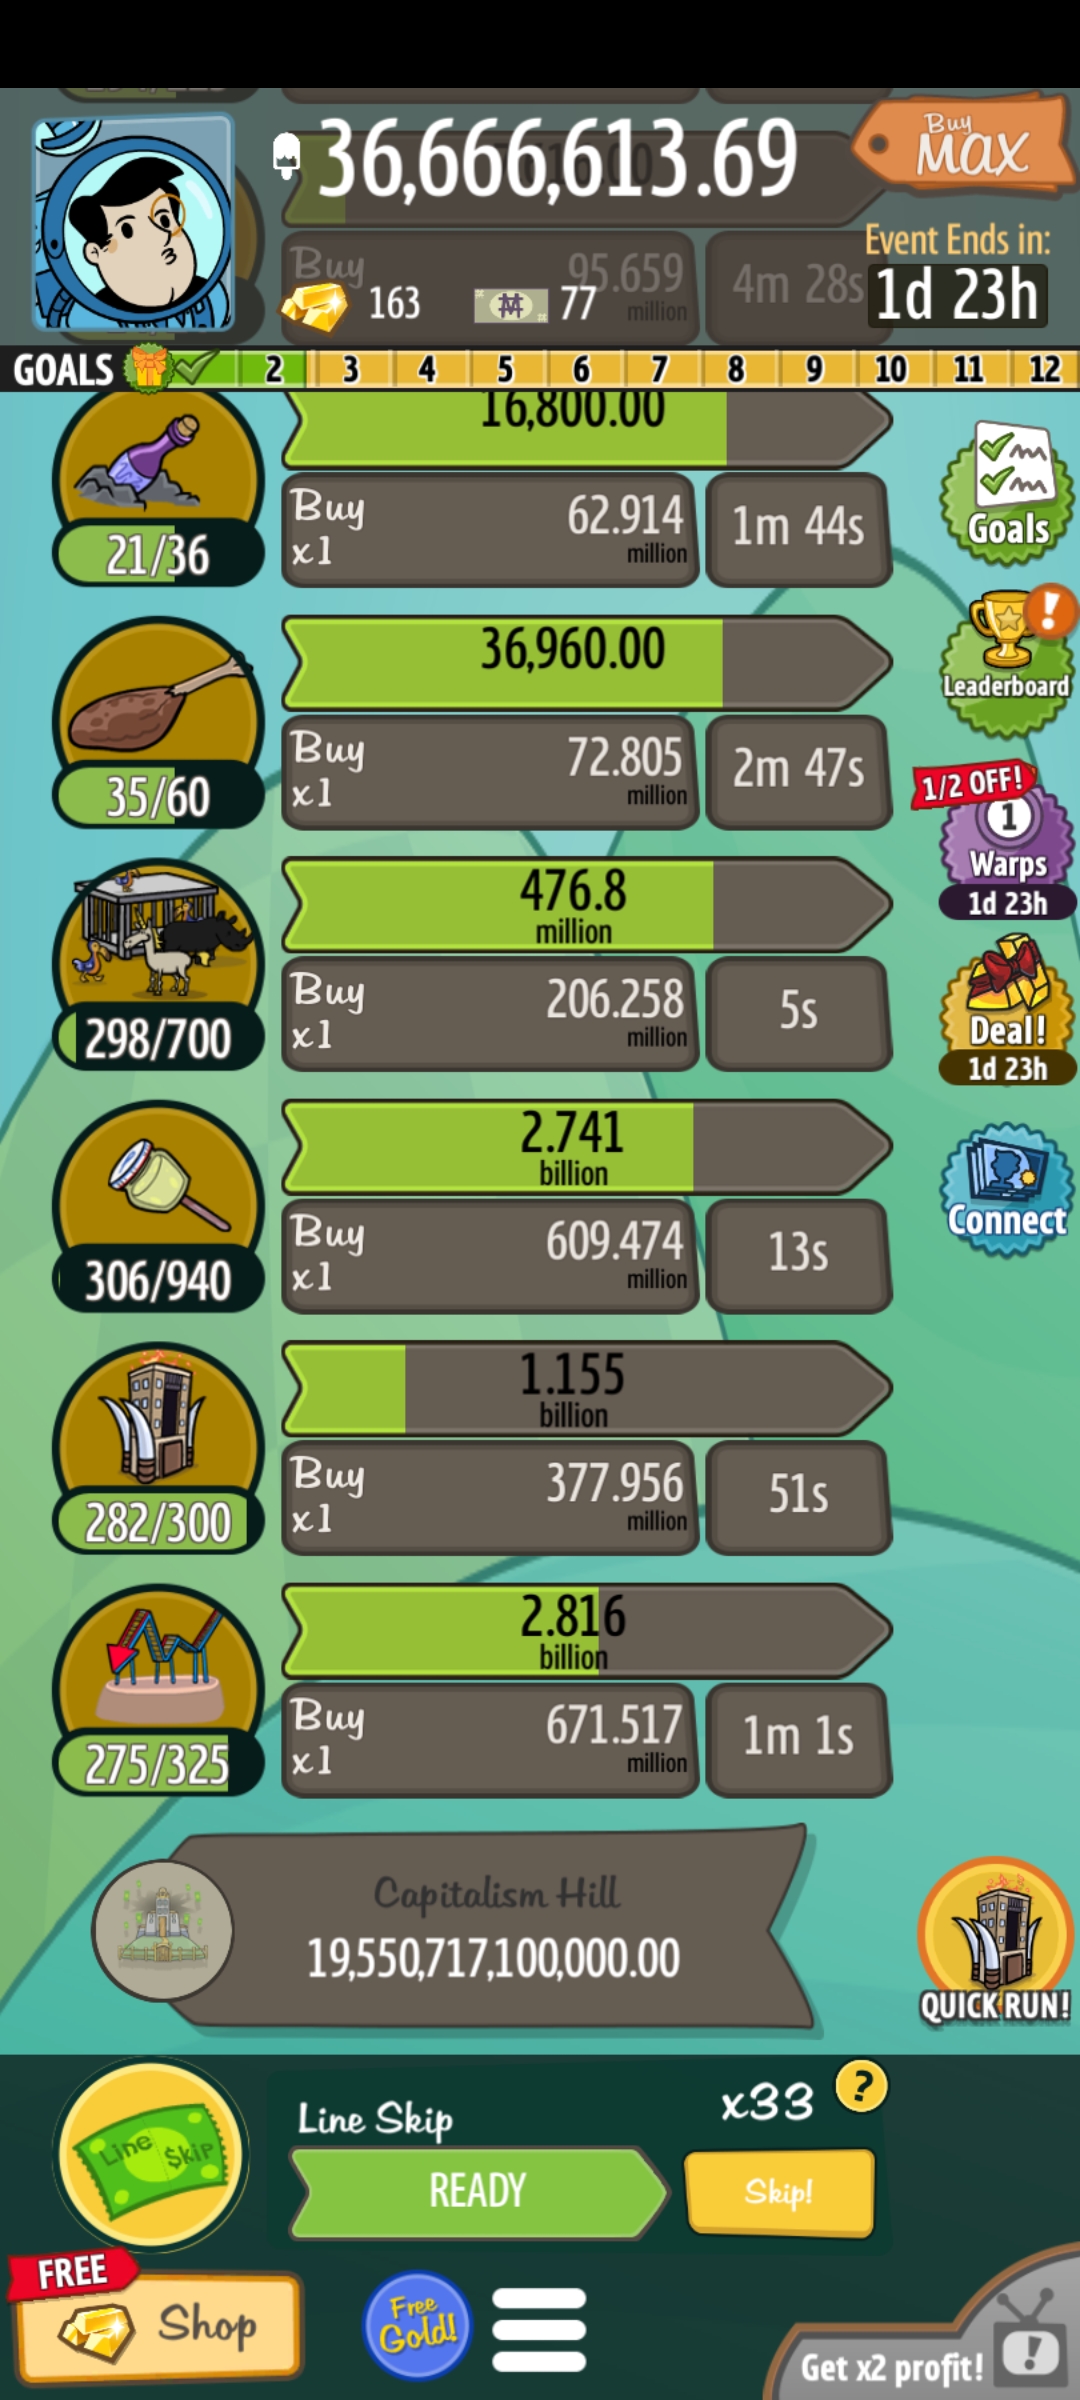 36,666,613.69
Buy
MAX
Buy
95.659
million
4m 28s
163
77
Event Ends in:
1d 23h
GOALS 2 3 4 5 6 7 8 9 10 11 12
16,800.00
Buy
x1
62.914
million
1m 44s
21/36
Goals
36,960.00
Buy
x1
72.805
million
2m 47s
35/60
!
Leaderboard
1/2 OFF!
1
Warps
1d 23h
476.8
million
Buy
x1
206.258
million
5s
298/700
Deal!
1d 23h
2.741
billion
Buy
x1
609.474
million
13s
306/940
Connect
1.155
billion
Buy
x1
377.956
million
51s
282/300
2.816
billion
Buy
x1
671.517
million
1m 1s
275/325
Capitalism Hill
19,550,717,100,000.00
QUICK RUN!
Line $kip
Line Skip
x33
?
READY
Skip!
FREE
Shop
Free
Gold!
Get x2 profit!
!